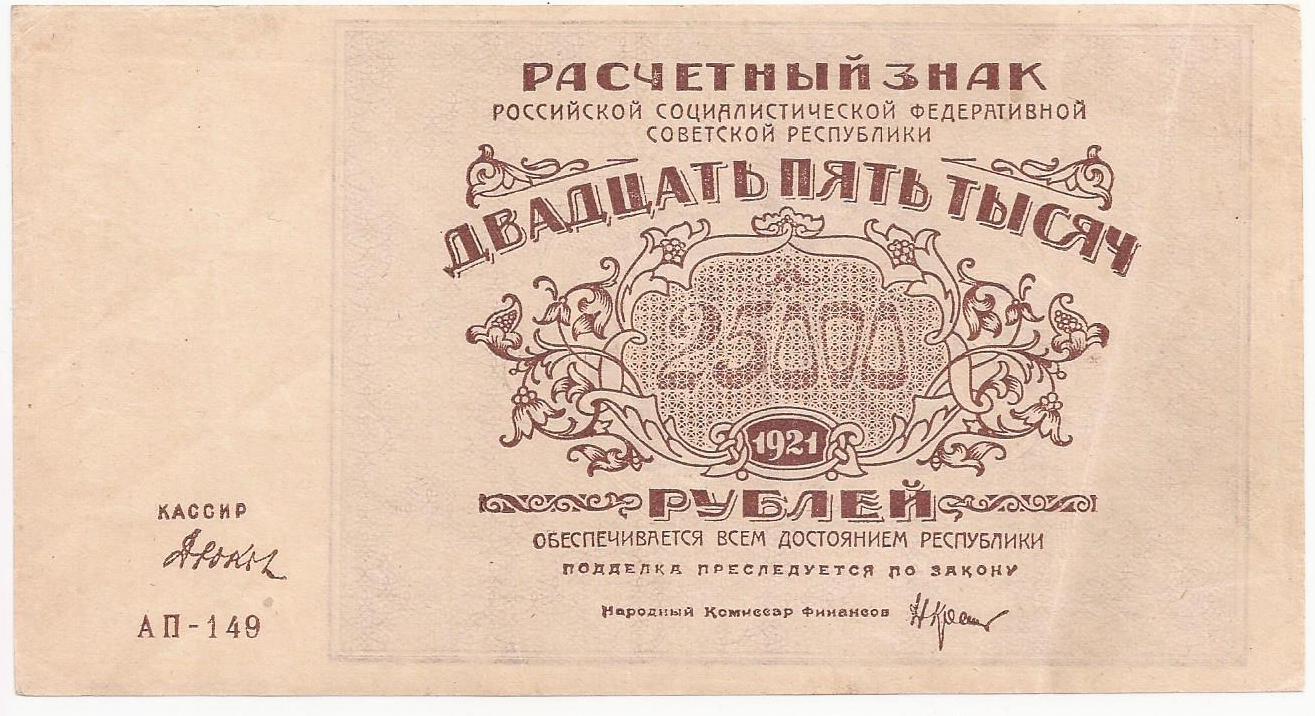 РАСЧЕТНЫЙ ЗНАК
РОССИЙСКОЙ СОЦИАЛИСТИЧЕСКОЙ ФЕДЕРАТИВНОЙ
СОВЕТСКОЙ РЕСПУБЛИКИ
ДВАДЦАТЬ ПЯТЬ ТЫСЯЧ
25000
1921
РУБЛЕЙ
ОБЕСПЕЧИВАЕТСЯ ВСЕМ ДОСТОЯНИЕМ РЕСПУБЛИКИ
ПОДДЕЛКА ПРЕСЛЕДУЕТСЯ ПО ЗАКОНУ
Народный Комиссар Финансов
КАССИР
АП-149